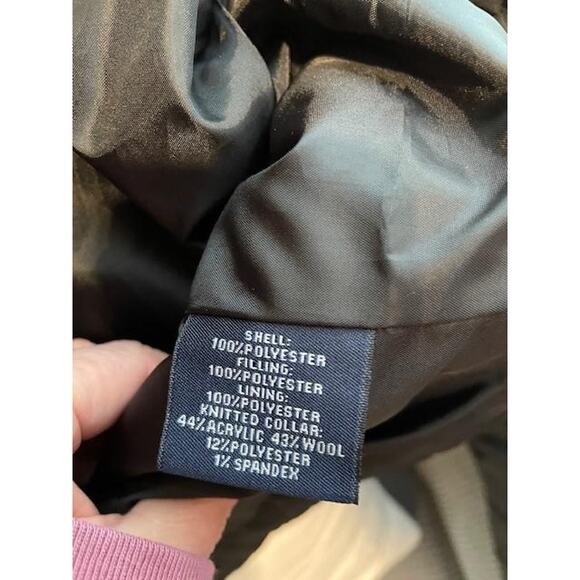 SHELL:
100%POLYESTER
FILLING:
100%POLYESTER
LINING:
100%POLYESTER
KNITTED COLLAR:
44%ACRYLIC 43%WOOL
12%POLYESTER
1% SPANDEX